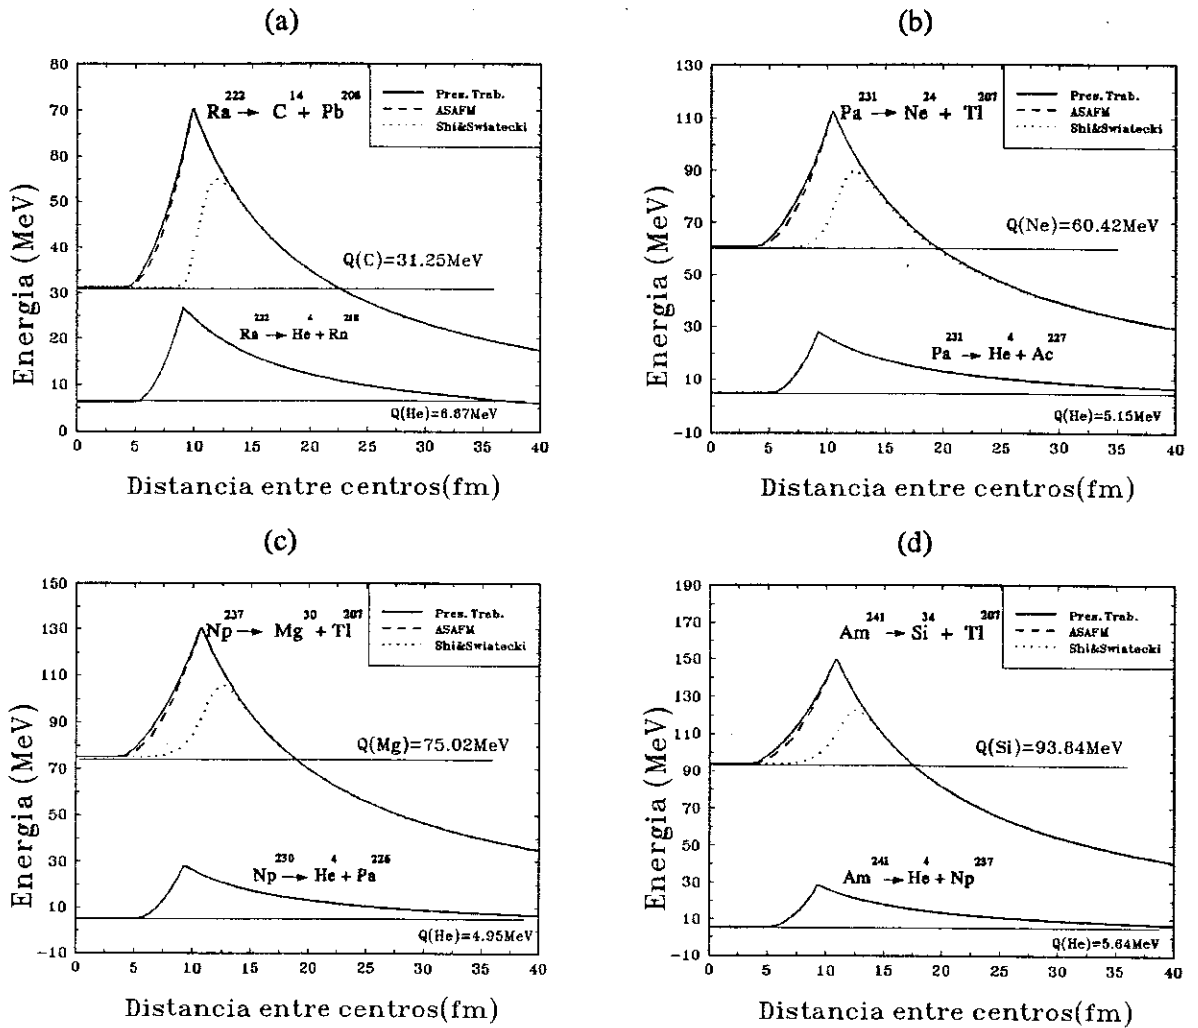 (a)
80
70
60
50
40
30
20
10
0
Energia (MeV)
222 14 208
Ra → C + Pb
Pres. Trab.
ASAFM
Shi&Swiatecki
Q(C)=31.25MeV
222 4 218
Ra → He + Rn
Q(He)=6.67MeV
0 5 10 15 20 25 30 35 40
Distancia entre centros(fm)
(b)
130
110
90
70
50
30
10
-10
Energia (MeV)
231 24 207
Pa → Ne + Tl
Pres. Trab.
ASAFM
Shi&Swiatecki
Q(Ne)=60.42MeV
231 4 227
Pa → He + Ac
Q(He)=5.15MeV
0 5 10 15 20 25 30 35 40
Distancia entre centros(fm)
(c)
150
130
110
90
70
50
30
10
-10
Energia (MeV)
237 30 207
Np → Mg + Tl
Pres. Trab.
ASAFM
Shi&Swiatecki
Q(Mg)=75.02MeV
230 4 226
Np → He + Pa
Q(He)=4.95MeV
0 5 10 15 20 25 30 35 40
Distancia entre centros(fm)
(d)
190
170
150
130
110
90
70
50
30
10
-10
Energia (MeV)
241 34 207
Am → Si + Tl
Pres. Trab.
ASAFM
Shi&Swiatecki
Q(Si)=93.84MeV
241 4 237
Am → He + Np
Q(He)=5.64MeV
0 5 10 15 20 25 30 35 40
Distancia entre centros(fm)